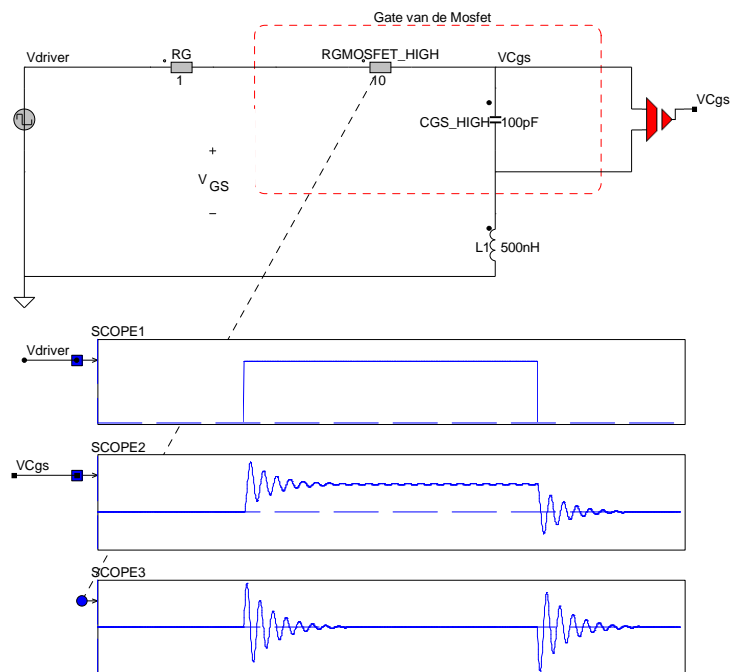 Gate van de Mosfet
Vdriver
RG
1
RGMOSFET_HIGH
10
VCgs
CGS_HIGH
100pF
VCgs
+
VGS
−
L1
500nH
SCOPE1
Vdriver
SCOPE2
VCgs
SCOPE3